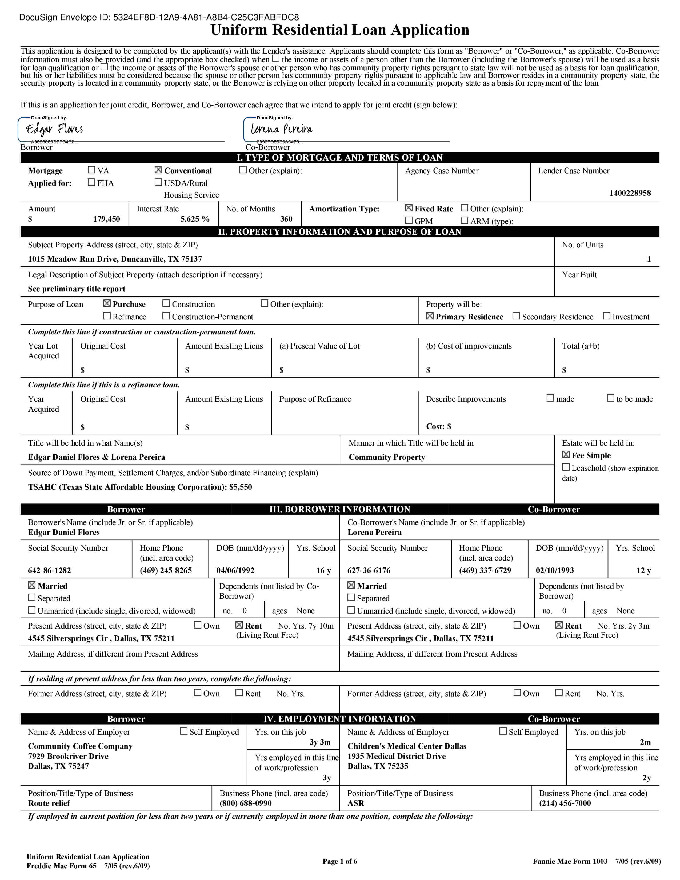 DocuSign Envelope ID: 5324EF8D-12A9-4A81-A8B4-C25C3FABFDC8
Uniform Residential Loan Application
This application is designed to be completed by the applicant(s) with the Lender's assistance. Applicants should complete this form as "Borrower" or "Co-Borrower," as applicable. Co-Borrower
information must also be provided (and the appropriate box checked) when ☐ the income or assets of a person other than the Borrower (including the Borrower's spouse) will be used as a basis
for loan qualification or ☐ the income or assets of the Borrower's spouse or other person who has community property rights pursuant to state law will not be used as a basis for loan qualification,
but his or her liabilities must be considered because the spouse or other person has community property rights pursuant to applicable law and Borrower resides in a community property state, the
security property is located in a community property state, or the Borrower is relying on other property located in a community property state as a basis for repayment of the loan
If this is an application for joint credit, Borrower, and Co-Borrower each agree that we intend to apply for joint credit (sign below):
DocuSigned by: DocuSigned by:
Edgar Flores Lorena Pereira
Borrower Co-Borrower
I. TYPE OF MORTGAGE AND TERMS OF LOAN
Mortgage ☐ VA ☒ Conventional ☐ Other (explain): Agency Case Number Lender Case Number
Applied for: ☐ FHA ☐ USDA/Rural
Housing Service 1400228958
Amount Interest Rate No. of Months Amortization Type: ☒ Fixed Rate ☐ Other (explain):
$ 179,450 5.625 % 360 ☐ GPM ☐ ARM (type):
II. PROPERTY INFORMATION AND PURPOSE OF LOAN
Subject Property Address (street, city, state & ZIP) No. of Units
1015 Meadow Run Drive, Duncanville, TX 75137 1
Legal Description of Subject Property (attach description if necessary) Year Built
See preliminary title report
Purpose of Loan ☒ Purchase ☐ Construction ☐ Other (explain): Property will be:
☐ Refinance ☐ Construction-Permanent ☒ Primary Residence ☐ Secondary Residence ☐ Investment
Complete this line if construction or construction-permanent loan.
Year Lot Original Cost Amount Existing Liens (a) Present Value of Lot (b) Cost of improvements Total (a+b)
Acquired
$ $ $ $ $
Complete this line if this is a refinance loan.
Year Original Cost Amount Existing Liens Purpose of Refinance Describe Improvements ☐ made ☐ to be made
Acquired
$ $ Cost: $
Title will be held in what Name(s) Manner in which Title will be held in Estate will be held in:
Edgar Daniel Flores & Lorena Pereira Community Property ☒ Fee Simple
Source of Down Payment, Settlement Charges, and/or Subordinate Financing (explain) ☐ Leasehold (show expiration
date)
TSAHC (Texas State Affordable Housing Corporation): $5,550
Borrower III. BORROWER INFORMATION Co-Borrower
Borrower's Name (include Jr. or Sr. if applicable) Co-Borrower's Name (include Jr. or Sr. if applicable)
Edgar Daniel Flores Lorena Pereira
Social Security Number Home Phone DOB (mm/dd/yyyy) Yrs. School Social Security Number Home Phone DOB (mm/dd/yyyy) Yrs. School
(incl. area code) (incl. area code)
642-86-1282 (469) 245-8265 04/06/1992 16 y 627-36-6176 (469) 337-6729 02/10/1993 12 y
☒ Married Dependents (not listed by Co- ☒ Married Dependents (not listed by
☐ Separated Borrower) ☐ Separated Borrower)
☐ Unmarried (include single, divorced, widowed) no. 0 ages None ☐ Unmarried (include single, divorced, widowed) no. 0 ages None
Present Address (street, city, state & ZIP) ☐ Own ☒ Rent No. Yrs. 7y 10m Present Address (street, city, state & ZIP) ☐ Own ☒ Rent No. Yrs. 2y 3m
(Living Rent Free) (Living Rent Free)
4545 Silversprings Cir , Dallas, TX 75211 4545 Silversprings Cir , Dallas, TX 75211
Mailing Address, if different from Present Address Mailing Address, if different from Present Address
If residing at present address for less than two years, complete the following:
Former Address (street, city, state & ZIP) ☐ Own ☐ Rent No. Yrs. Former Address (street, city, state & ZIP) ☐ Own ☐ Rent No. Yrs.
Borrower IV. EMPLOYMENT INFORMATION Co-Borrower
Name & Address of Employer ☐ Self Employed Yrs. on this job Name & Address of Employer ☐ Self Employed Yrs. on this job
3y 3m 2m
Community Coffee Company Children's Medical Center Dallas
7929 Brookriver Drive Yrs employed in this line 1935 Medical District Drive Yrs employed in this line
Dallas, TX 75247 of work/profession Dallas, TX 75235 of work/profession
3y 2y
Position/Title/Type of Business Business Phone (incl. area code) Position/Title/Type of Business Business Phone (incl. area code)
Route relief (800) 688-0990 ASR (214) 456-7000
If employed in current position for less than two years or if currently employed in more than one position, complete the following:
Uniform Residential Loan Application
Freddie Mac Form 65 7/05 (rev.6/09) Page 1 of 6 Fannie Mae Form 1003 7/05 (rev.6/09)